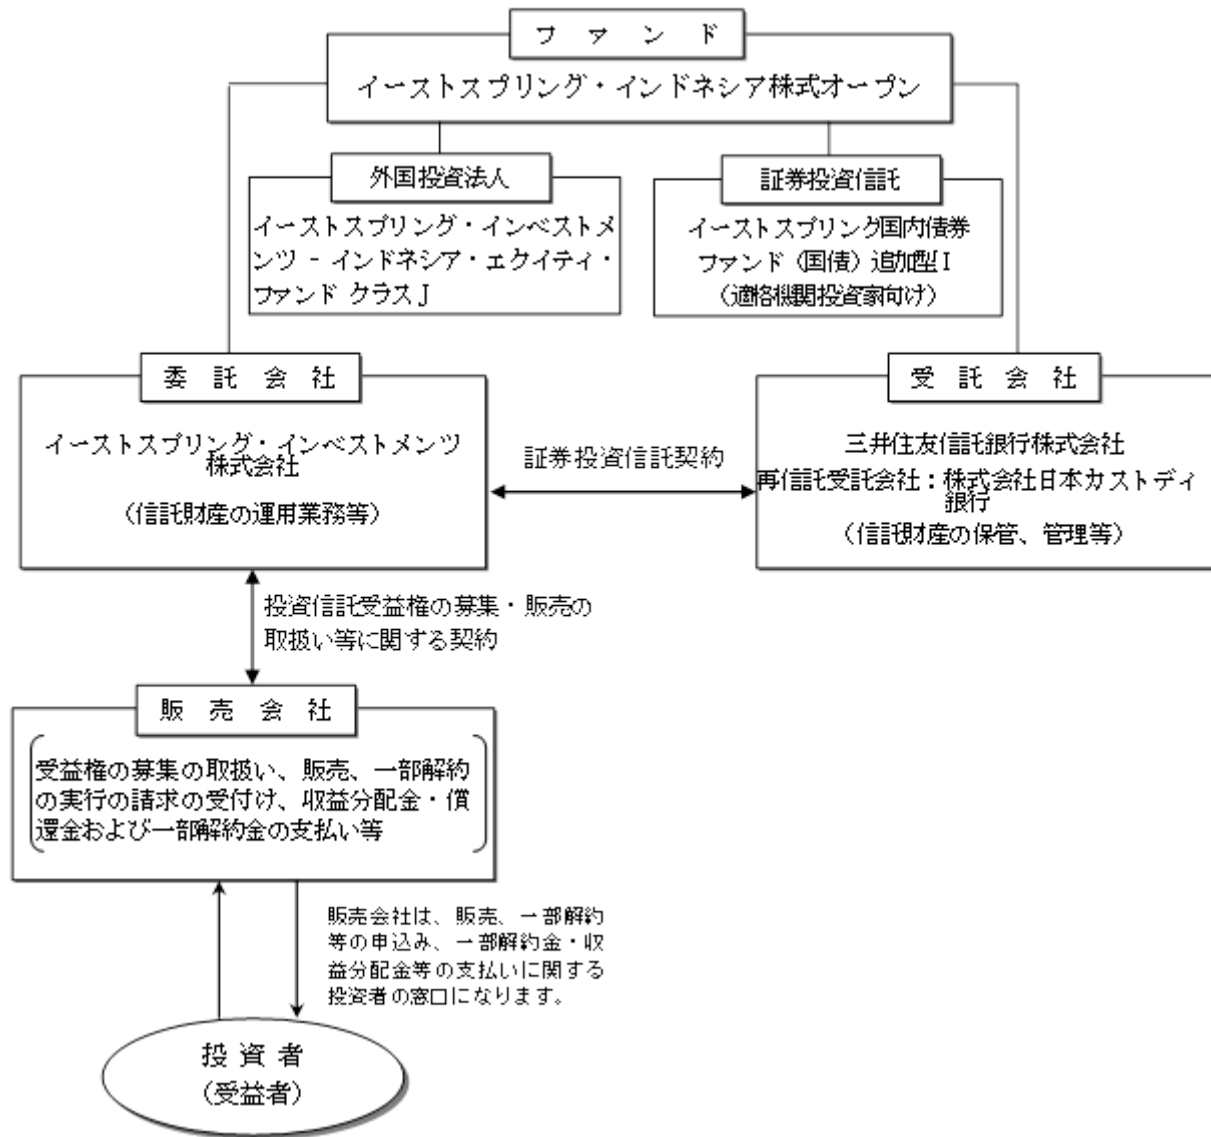 ファンド
イーストスプリング・インドネシア株式オープン
外国投資法人
イーストスプリング・インベストメ
ンツ - インドネシア・エクイティ・
ファンド クラスJ
証券投資信託
イーストスプリング国内債券
ファンド（国債）追加型I
（適格機関投資家向け）
委託会社
イーストスプリング・インベストメンツ
株式会社
（信託財産の運用業務等）
証券投資信託契約
受託会社
三井住友信託銀行株式会社
再信託受託会社：株式会社日本カストディ
銀行
（信託財産の保管、管理等）
投資信託受益権の募集・販売の
取扱い等に関する契約
販売会社
受益権の募集の取扱い、販売、一部解約
の実行の請求の受付け、収益分配金・償
還金および一部解約金の支払い等
販売会社は、販売、一部解約
等の申込み、一部解約金・収
益分配金等の支払いに関する
投資者の窓口になります。
投資者
（受益者）